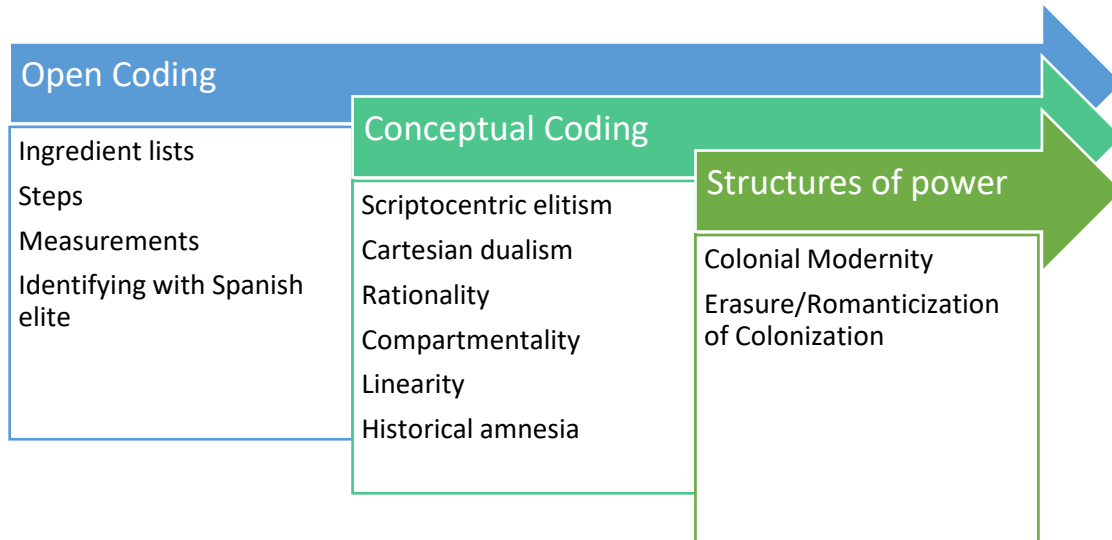 Open Coding
Ingredient lists
Steps
Measurements
Identifying with Spanish
elite
Conceptual Coding
Scriptocentric elitism
Cartesian dualism
Rationality
Compartmentality
Linearity
Historical amnesia
Structures of power
Colonial Modernity
Erasure/Romanticization
of Colonization